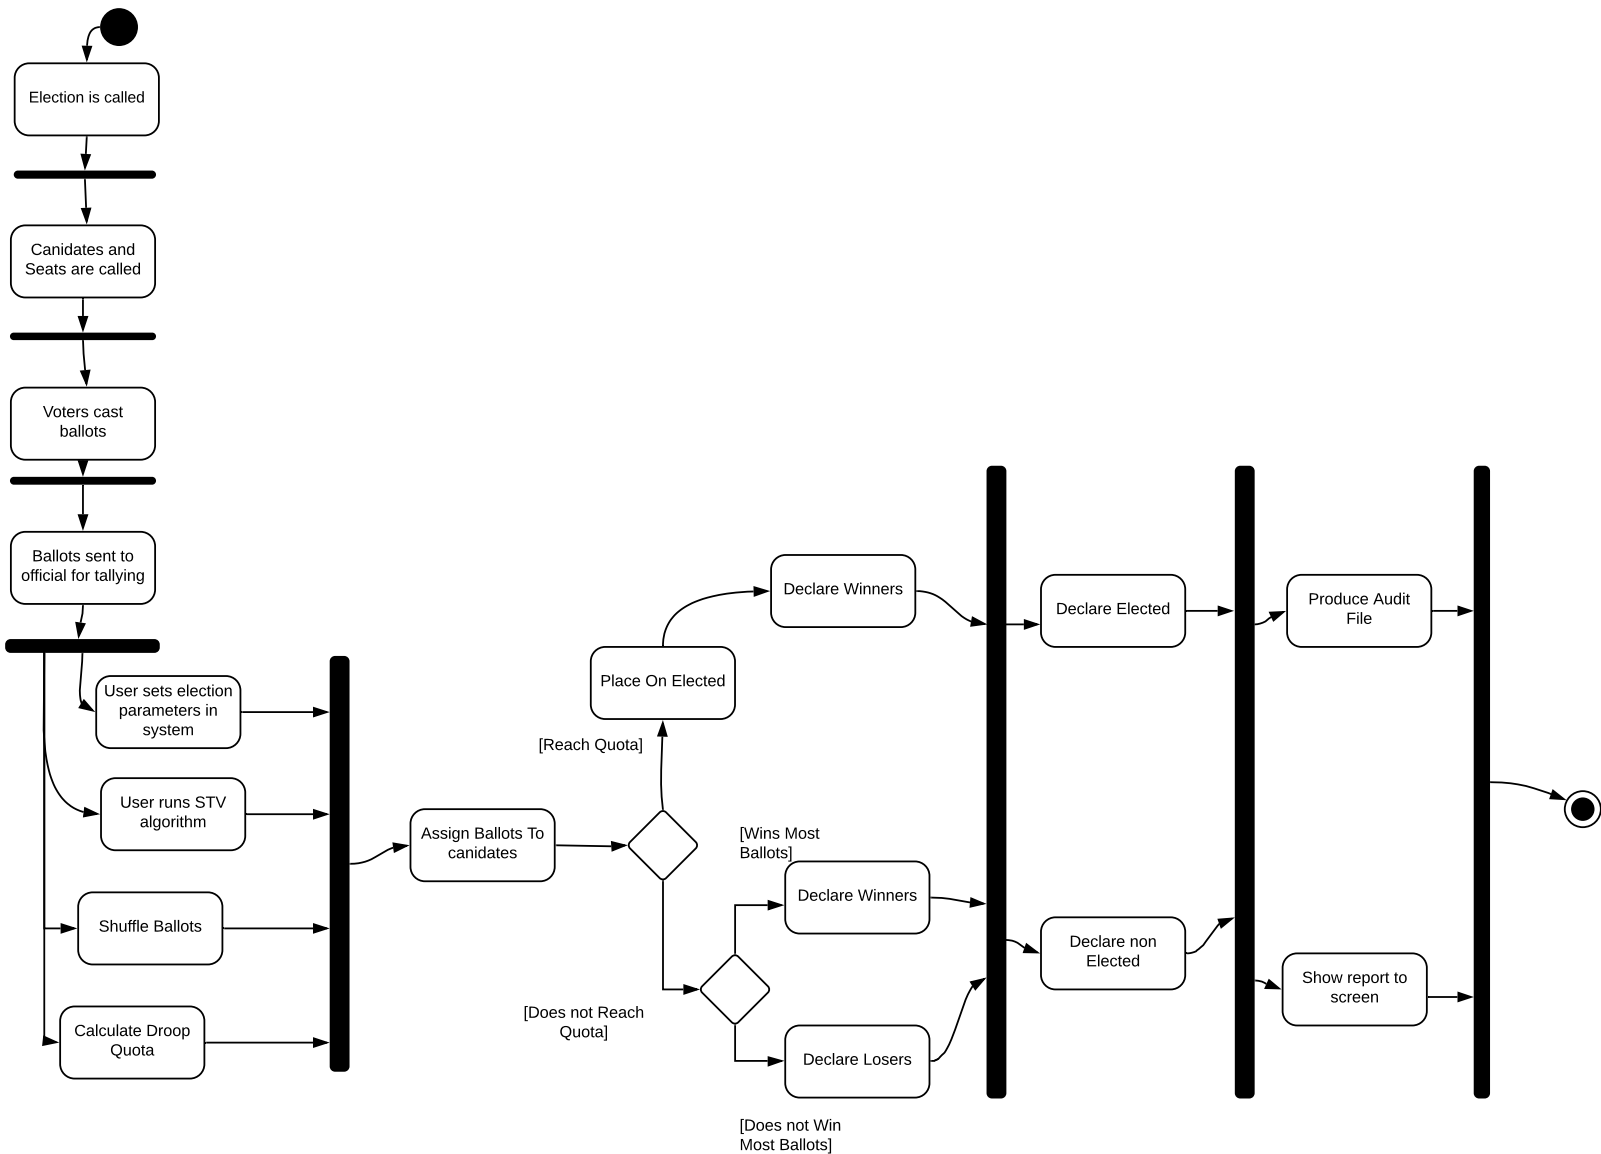 Election is called
Canidates and
Seats are called
Voters cast
ballots
Ballots sent to
official for tallying
User sets election
parameters in
system
User runs STV
algorithm
Shuffle Ballots
Calculate Droop
Quota
Assign Ballots To
canidates
[Reach Quota]
Place On Elected
Declare Winners
[Does not Reach
Quota]
[Wins Most
Ballots]
Declare Winners
Declare Losers
[Does not Win
Most Ballots]
Declare Elected
Declare non
Elected
Produce Audit
File
Show report to
screen